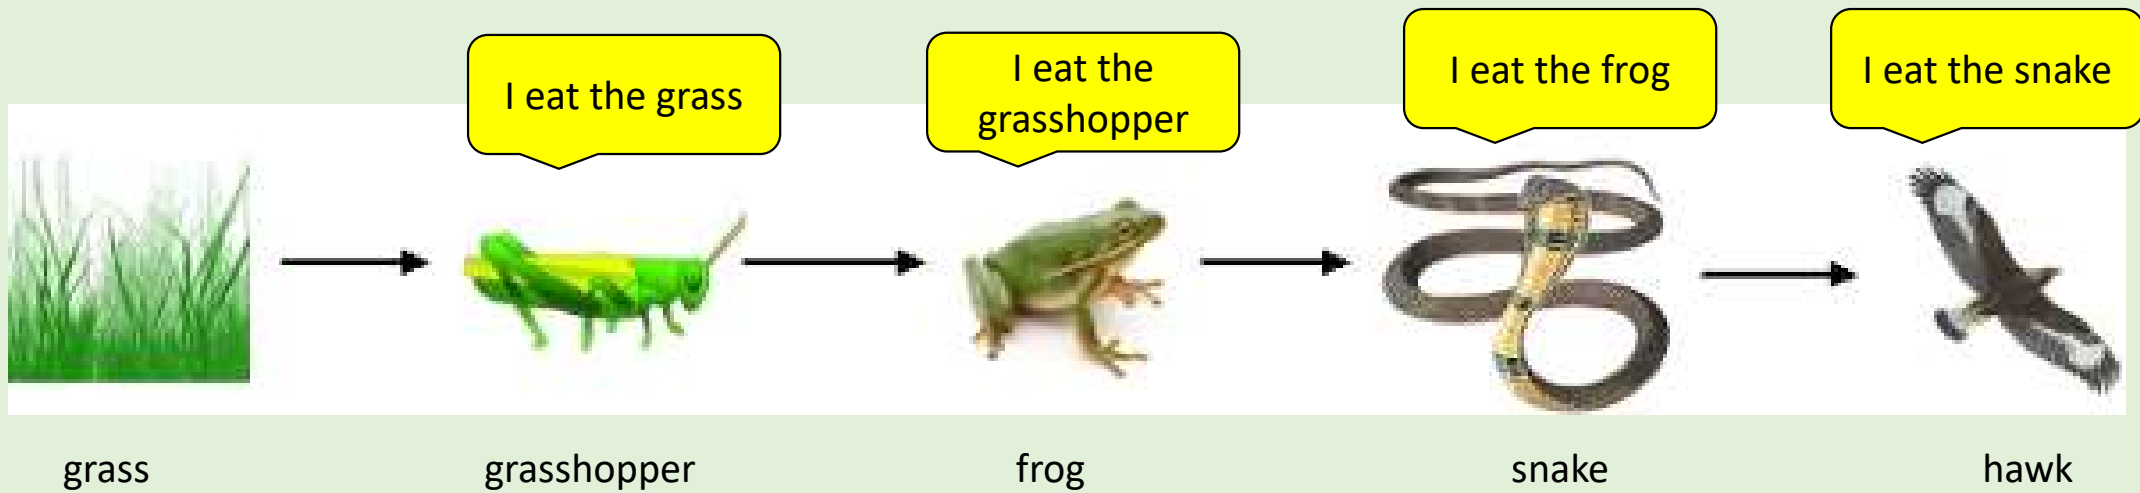 I eat the grass
I eat the
grasshopper
I eat the frog
I eat the snake
grass
grasshopper
frog
snake
hawk